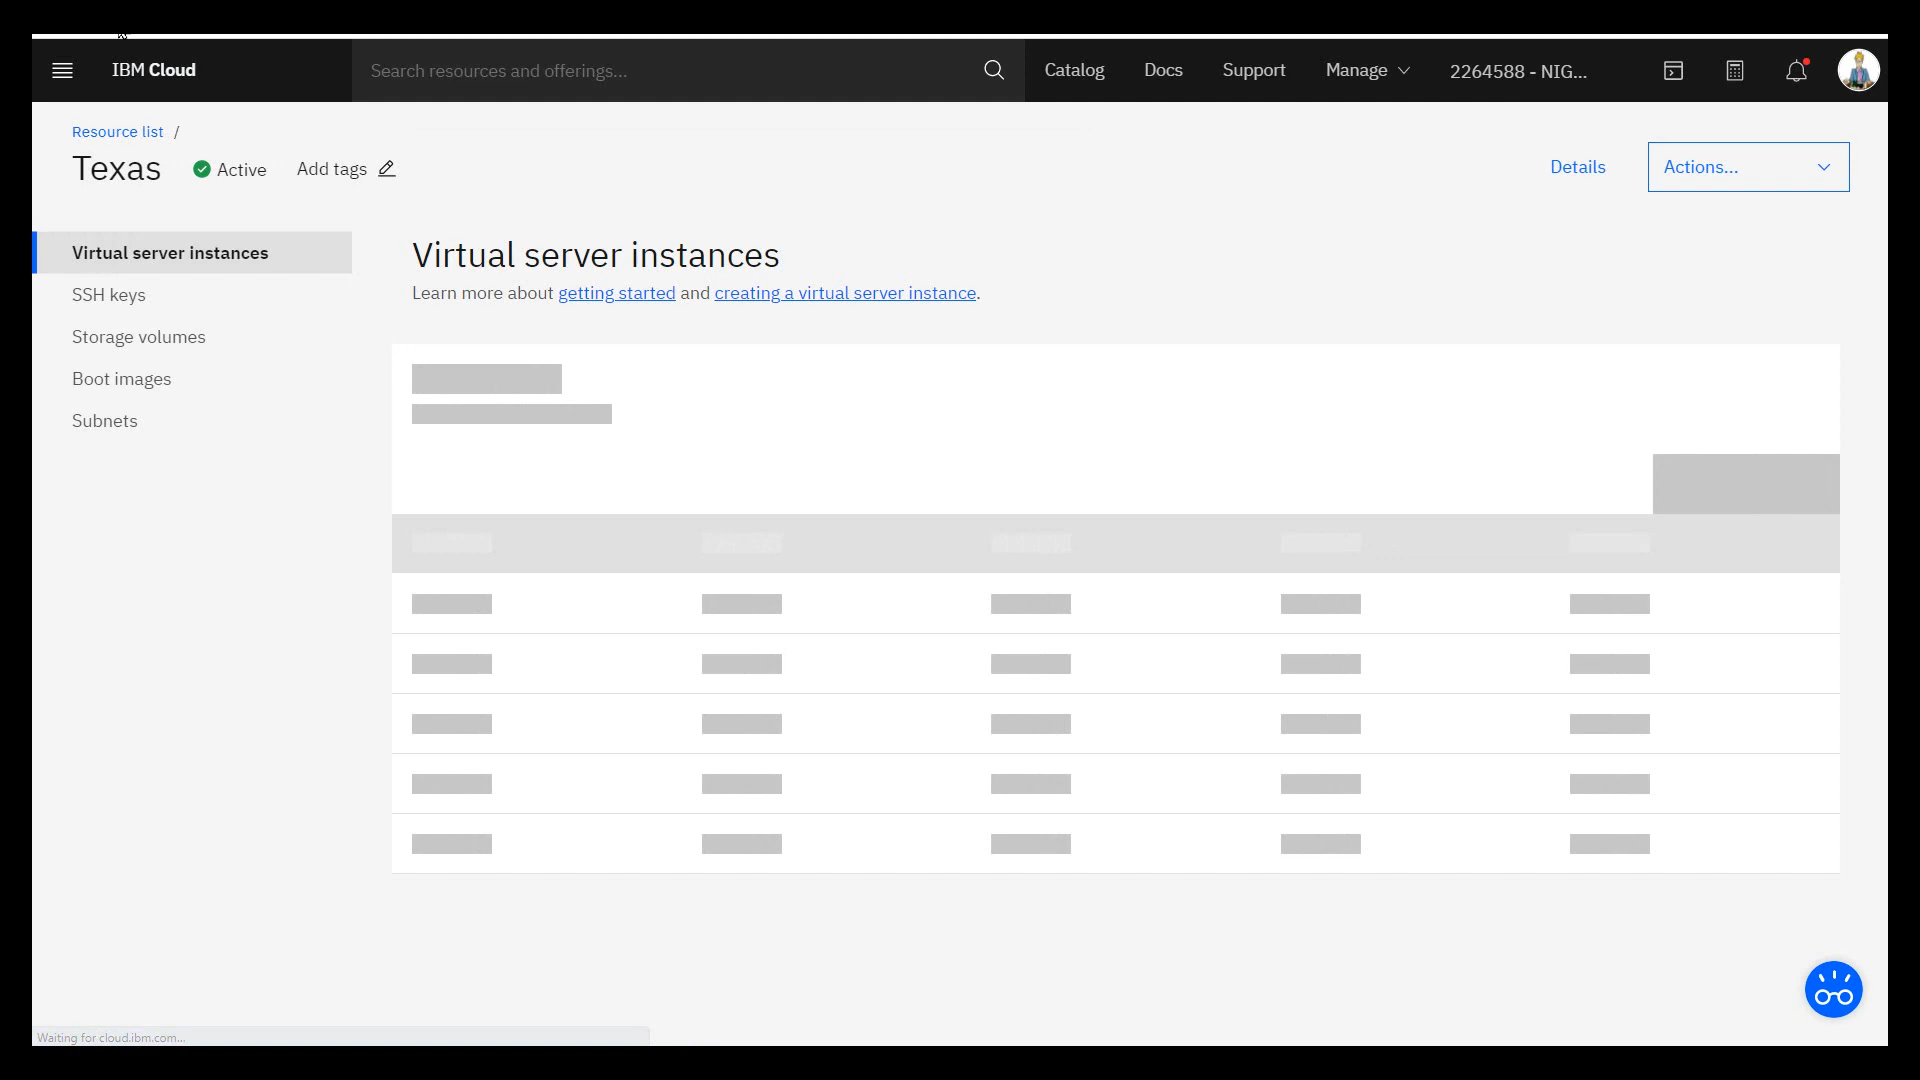 IBM Cloud
Search resources and offerings...
Catalog
Docs
Support
Manage
2264588 - NIG...
Resource list /
Texas
Active
Add tags
Details
Actions...
Virtual server instances
SSH keys
Storage volumes
Boot images
Subnets
Virtual server instances
Learn more about getting started and creating a virtual server instance.
Waiting for cloud.ibm.com...